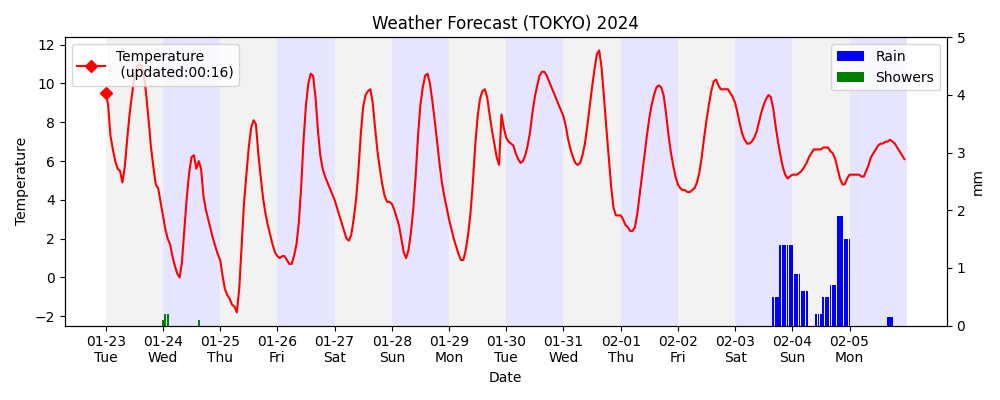 Weather Forecast (TOKYO) 2024
Temperature
(updated:00:16)
Rain
Showers
Temperature
12
10
8
6
4
2
0
−2
5
4
3
2
1
0
mm
01-23 01-24 01-25 01-26 01-27 01-28 01-29 01-30 01-31 02-01 02-02 02-03 02-04 02-05
Tue Wed Thu Fri Sat Sun Mon Tue Wed Thu Fri Sat Sun Mon
Date